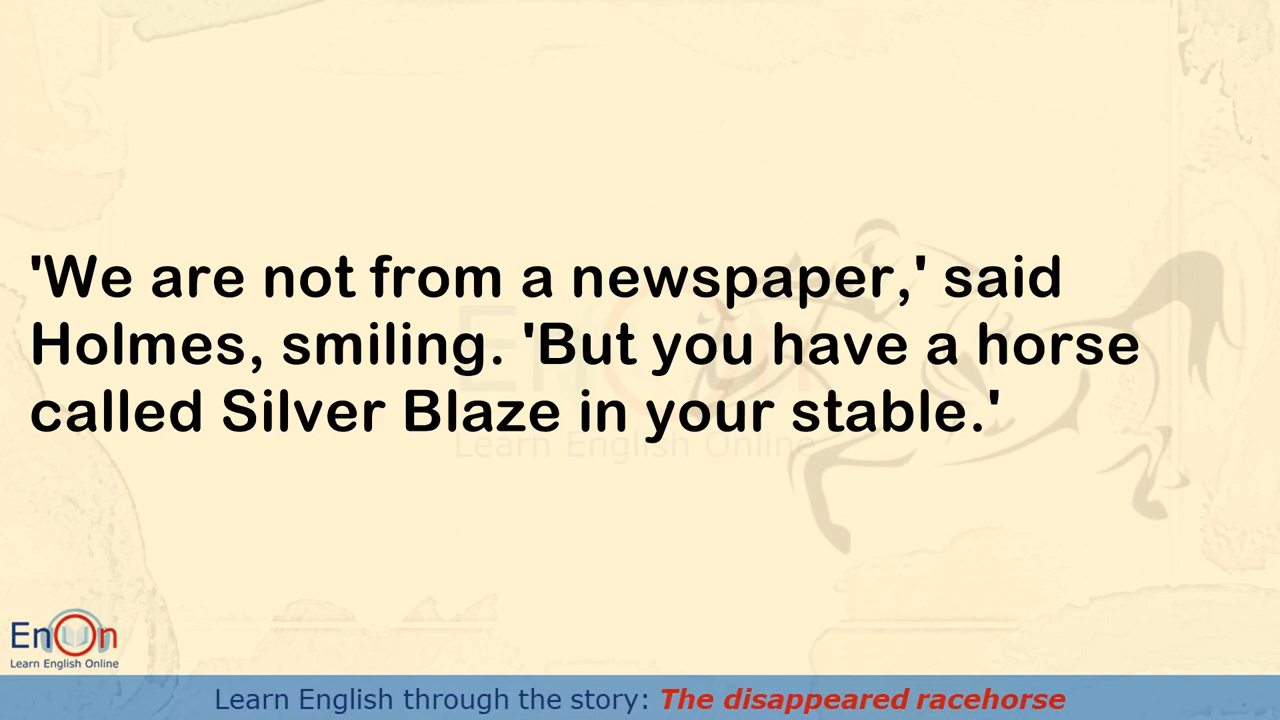 'We are not from a newspaper,' said
Holmes, smiling. 'But you have a horse
called Silver Blaze in your stable.'
EnOn
Learn English Online
EnOn
Learn English Online
Learn English through the story: The disappeared racehorse